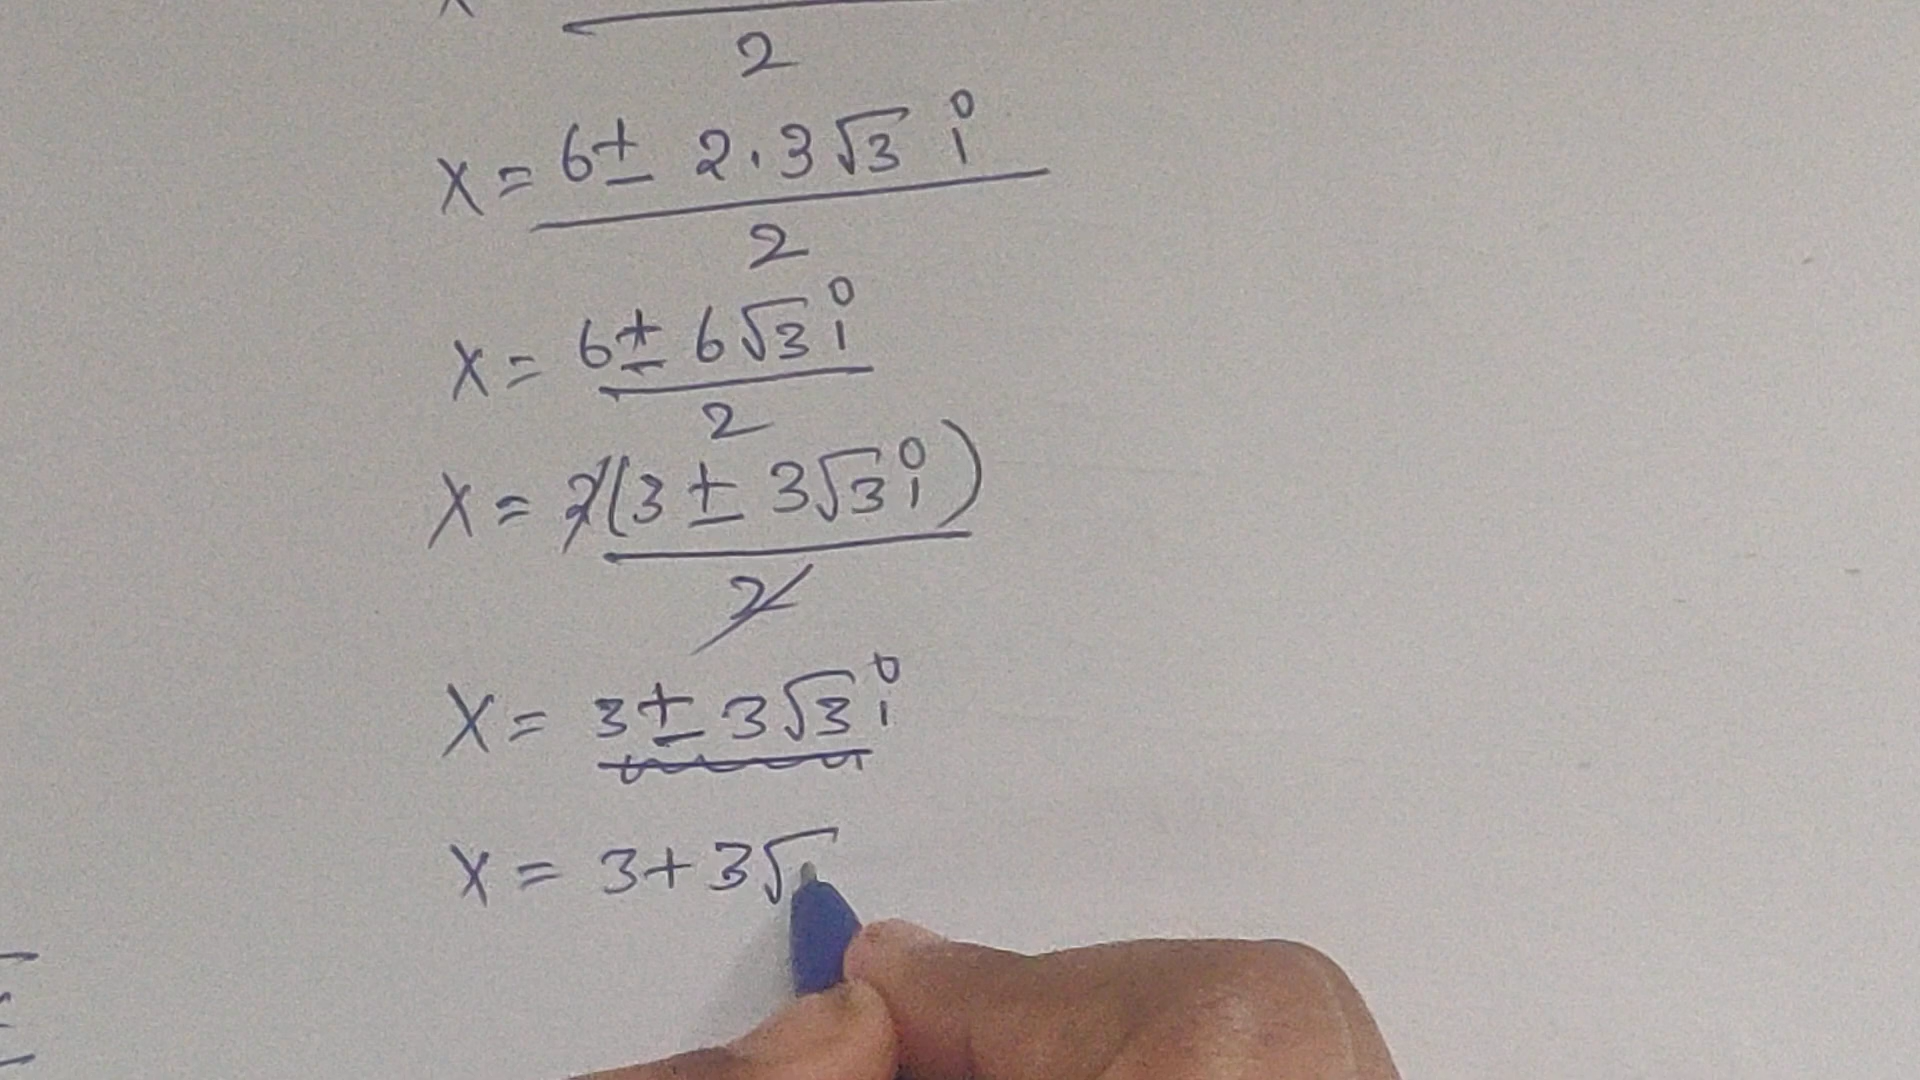 2
x = 6 ± 2·3√3 i
2
x = 6 ± 6√3 i
2
x = 2(3 ± 3√3 i)
2
x = 3 ± 3√3 i
x = 3 + 3√